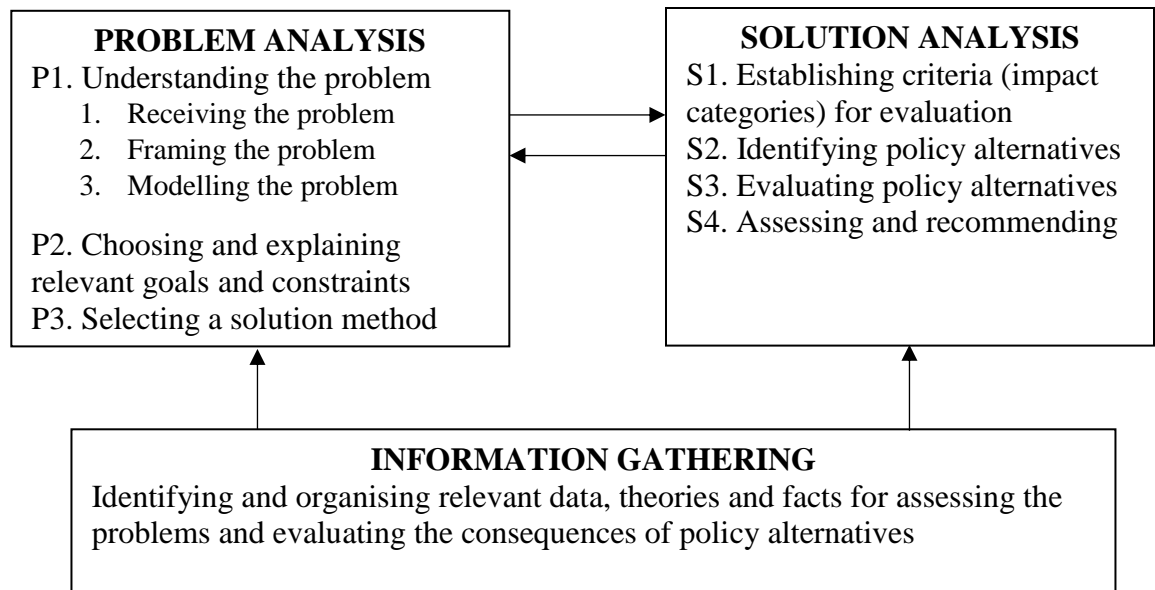 PROBLEM ANALYSIS
P1. Understanding the problem
1. Receiving the problem
2. Framing the problem
3. Modelling the problem
P2. Choosing and explaining
relevant goals and constraints
P3. Selecting a solution method
SOLUTION ANALYSIS
S1. Establishing criteria (impact
categories) for evaluation
S2. Identifying policy alternatives
S3. Evaluating policy alternatives
S4. Assessing and recommending
INFORMATION GATHERING
Identifying and organising relevant data, theories and facts for assessing the
problems and evaluating the consequences of policy alternatives